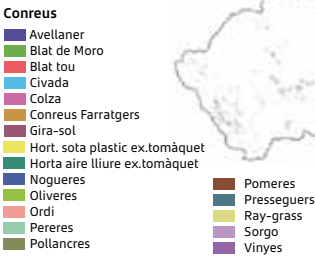 Conreus
Avellaner
Blat de Moro
Blat tou
Civada
Colza
Conreus Farratgers
Gira-sol
Hort. sota plastic ex.tomàquet
Horta aire lliure ex.tomàquet
Nogueres
Oliveres
Ordi
Pereres
Pollancres
Pomeres
Presseguers
Ray-grass
Sorgo
Vinyes